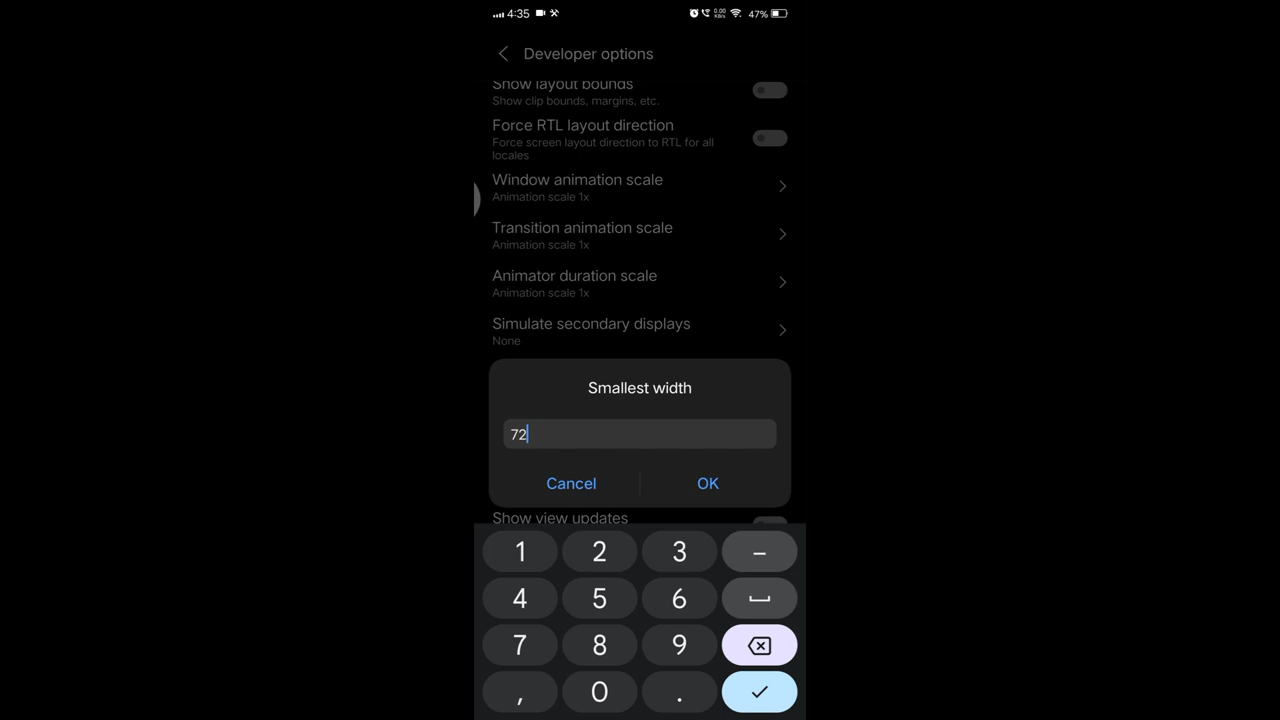 4:35 0.00 KB/s 47%
Developer options
Show layout bounds
Show clip bounds, margins, etc.
Force RTL layout direction
Force screen layout direction to RTL for all
locales
Window animation scale
Animation scale 1x
Transition animation scale
Animation scale 1x
Animator duration scale
Animation scale 1x
Simulate secondary displays
None
Smallest width
72
Cancel OK
Show view updates
1 2 3 –
4 5 6
7 8 9
, 0 .